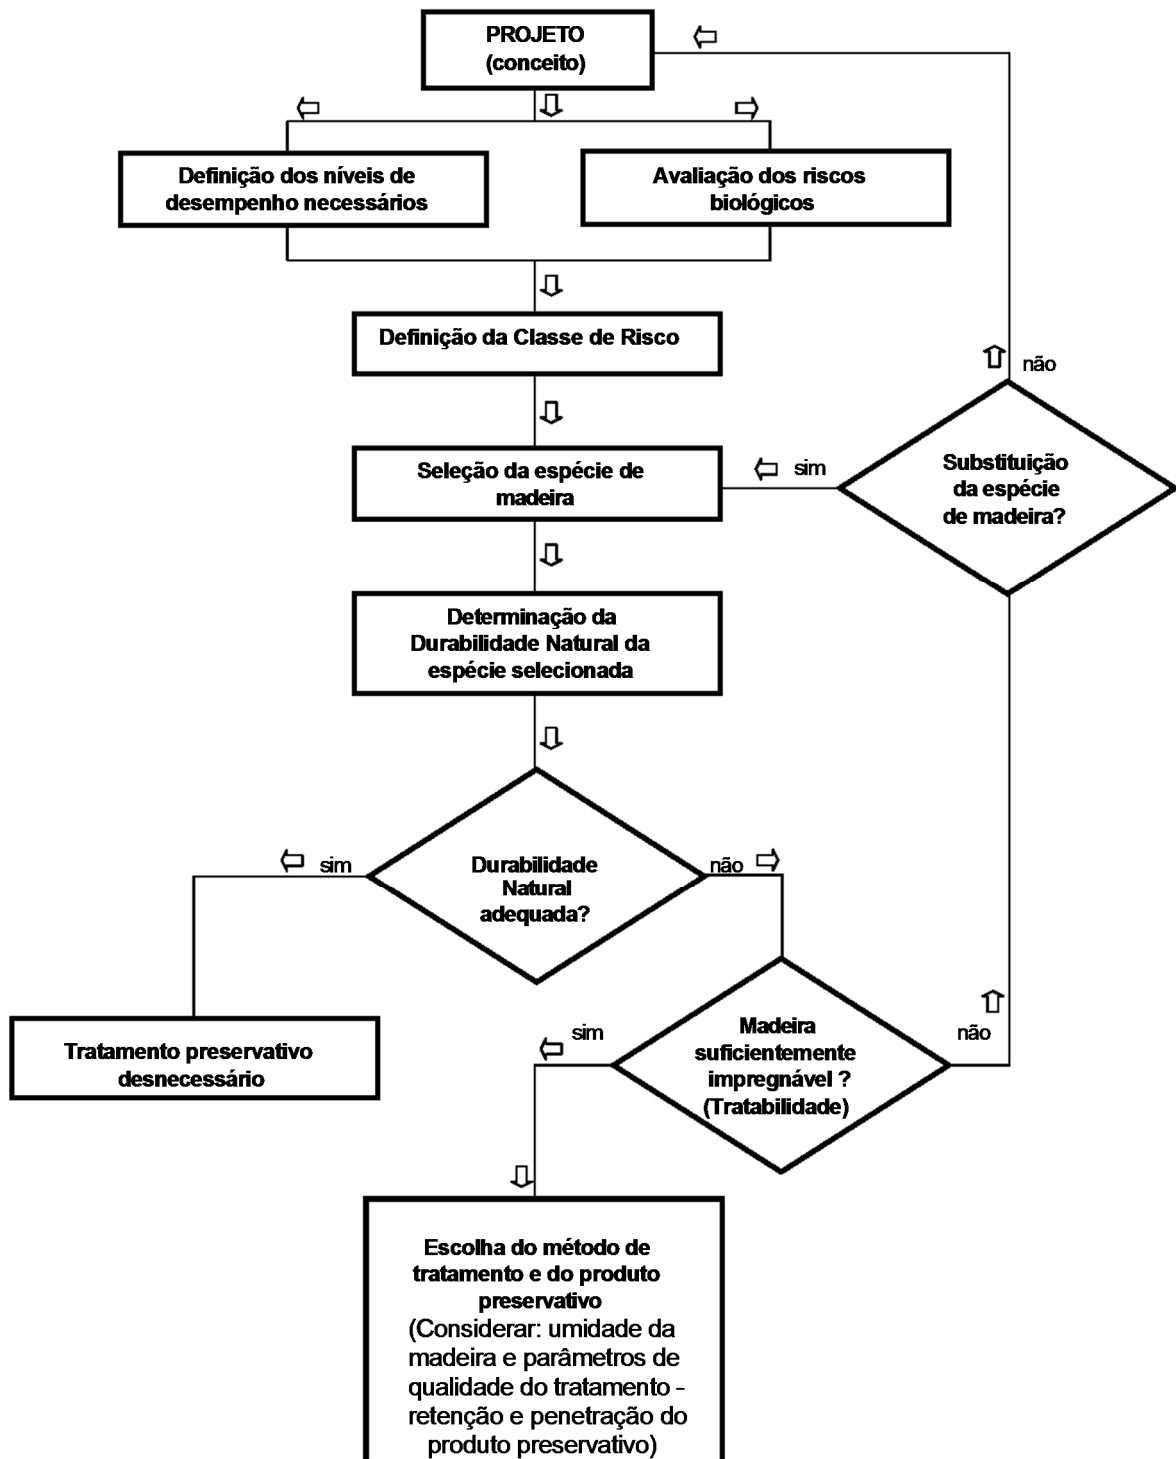 PROJETO
(conceito)
Definição dos níveis de
desempenho necessários
Avaliação dos riscos
biológicos
Definição da Classe de Risco
não
Seleção da espécie de
madeira
sim
Substituição
da espécie
de madeira?
Determinação da
Durabilidade Natural da
espécie selecionada
sim
Durabilidade
Natural
adequada?
não
Tratamento preservativo
desnecessário
sim
Madeira
suficientemente
impregnável ?
(Tratabilidade)
não
Escolha do método de
tratamento e do produto
preservativo
(Considerar: umidade da
madeira e parâmetros de
qualidade do tratamento -
retenção e penetração do
produto preservativo)